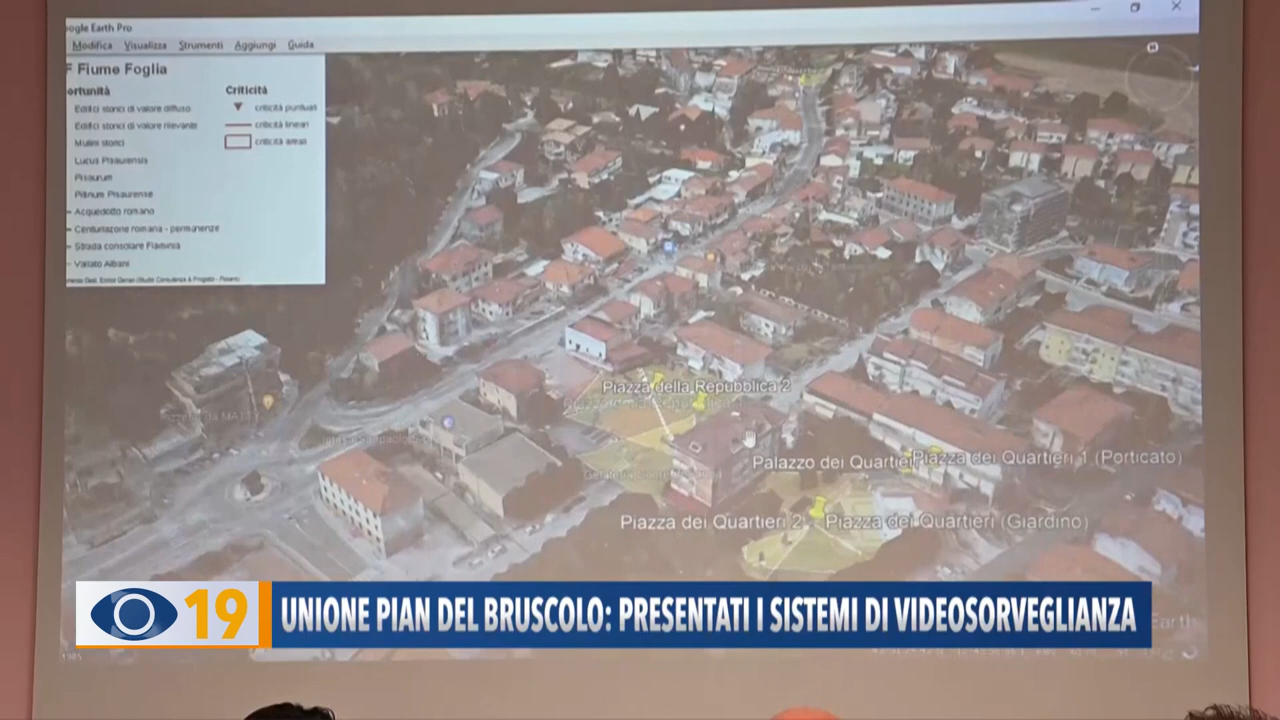 ogle Earth Pro
Modifica Visualizza Strumenti Aggiungi Guida
F Fiume Foglia
ortunità
Edifici storici di valore diffuso
Edifici storici di valore rilevante
Mulini storici
Lucus Pisaurensis
Pisaurum
Pitinum Pisaurense
Acquedotto romano
Centuriazione romana - permanenze
Strada consolare Flaminia
Vallato Albani
Criticità
criticità puntuali
criticità lineari
criticità areali
Piazza della Repubblica 2
Palazzo dei Quartieri
Piazza dei Quartieri 1 (Porticato)
Piazza dei Quartieri 2
Piazza dei Quartieri (Giardino)
19
UNIONE PIAN DEL BRUSCOLO: PRESENTATI I SISTEMI DI VIDEOSORVEGLIANZA
Earth
1985